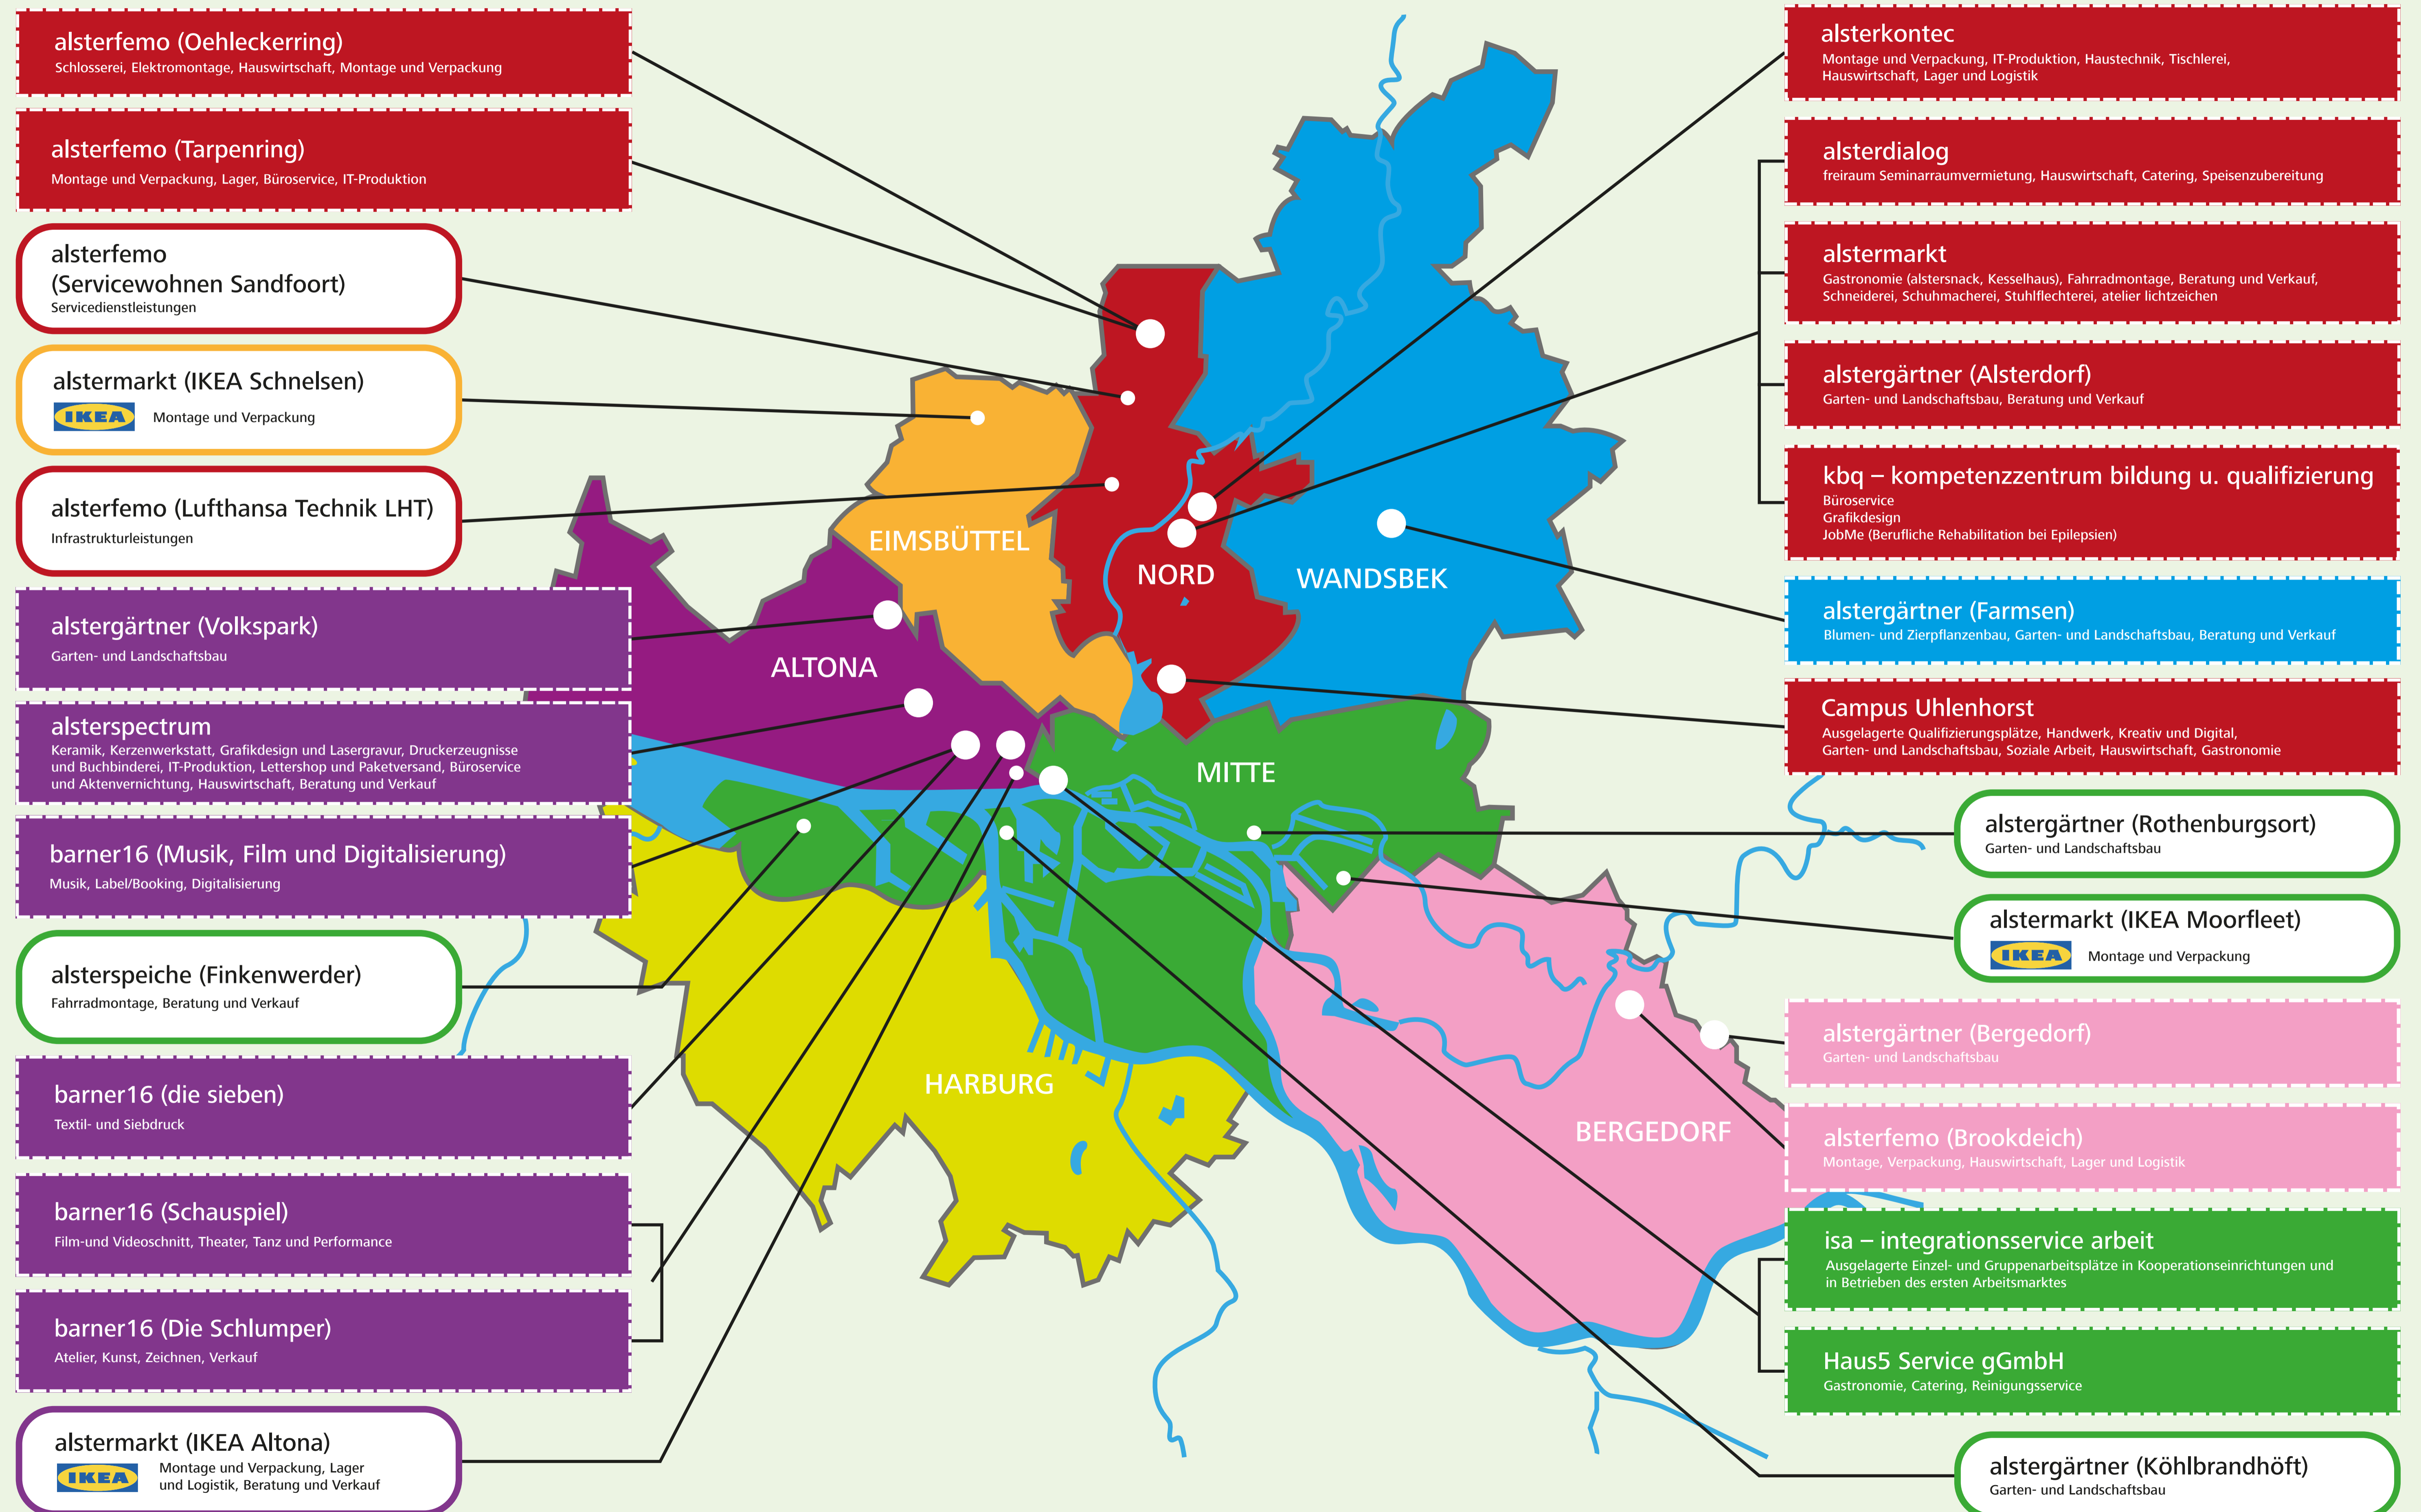 alsterfemo (Oehleckerring)
Schlosserei, Elektromontage, Hauswirtschaft, Montage und Verpackung
alsterfemo (Tarpenring)
Montage und Verpackung, Lager, Büroservice, IT-Produktion
alsterfemo
(Servicewohnen Sandfoort)
Servicedienstleistungen
alstermarkt (IKEA Schnelsen)
IKEA Montage und Verpackung
alsterfemo (Lufthansa Technik LHT)
Infrastrukturleistungen
alstergärtner (Volkspark)
Garten- und Landschaftsbau
alsterspectrum
Keramik, Kerzenwerkstatt, Grafikdesign und Lasergravur, Druckerzeugnisse
und Buchbinderei, IT-Produktion, Lettershop und Paketversand, Büroservice
und Aktenvernichtung, Hauswirtschaft, Beratung und Verkauf
barner16 (Musik, Film und Digitalisierung)
Musik, Label/Booking, Digitalisierung
alsterspeiche (Finkenwerder)
Fahrradmontage, Beratung und Verkauf
barner16 (die sieben)
Textil- und Siebdruck
barner16 (Schauspiel)
Film-und Videoschnitt, Theater, Tanz und Performance
barner16 (Die Schlumper)
Atelier, Kunst, Zeichnen, Verkauf
alstermarkt (IKEA Altona)
IKEA Montage und Verpackung, Lager
und Logistik, Beratung und Verkauf
EIMSBÜTTEL
NORD
WANDSBEK
ALTONA
MITTE
HARBURG
BERGEDORF
alsterkontec
Montage und Verpackung, IT-Produktion, Haustechnik, Tischlerei,
Hauswirtschaft, Lager und Logistik
alsterdialog
freiraum Seminarraumvermietung, Hauswirtschaft, Catering, Speisenzubereitung
alstermarkt
Gastronomie (alstersnack, Kesselhaus), Fahrradmontage, Beratung und Verkauf,
Schneiderei, Schuhmacherei, Stuhlflechterei, atelier lichtzeichen
alstergärtner (Alsterdorf)
Garten- und Landschaftsbau, Beratung und Verkauf
kbq – kompetenzzentrum bildung u. qualifizierung
Büroservice
Grafikdesign
JobMe (Berufliche Rehabilitation bei Epilepsien)
alstergärtner (Farmsen)
Blumen- und Zierpflanzenbau, Garten- und Landschaftsbau, Beratung und Verkauf
Campus Uhlenhorst
Ausgelagerte Qualifizierungsplätze, Handwerk, Kreativ und Digital,
Garten- und Landschaftsbau, Soziale Arbeit, Hauswirtschaft, Gastronomie
alstergärtner (Rothenburgsort)
Garten- und Landschaftsbau
alstermarkt (IKEA Moorfleet)
IKEA Montage und Verpackung
alstergärtner (Bergedorf)
Garten- und Landschaftsbau
alsterfemo (Brookdeich)
Montage, Verpackung, Hauswirtschaft, Lager und Logistik
isa – integrationsservice arbeit
Ausgelagerte Einzel- und Gruppenarbeitsplätze in Kooperationseinrichtungen und
in Betrieben des ersten Arbeitsmarktes
Haus5 Service gGmbH
Gastronomie, Catering, Reinigungsservice
alstergärtner (Köhlbrandhöft)
Garten- und Landschaftsbau